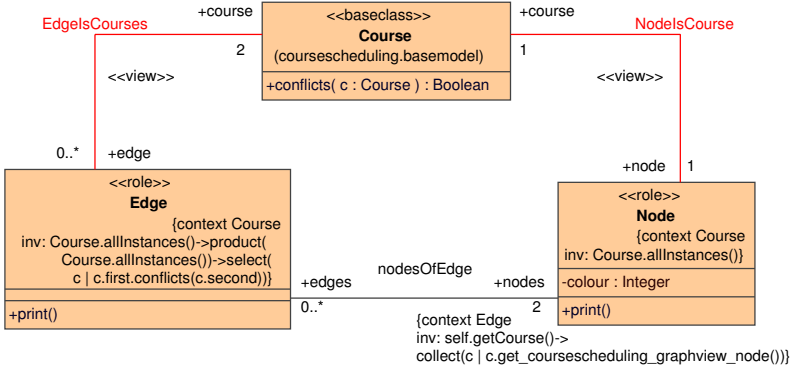 EdgeIsCourses
+course
<<baseclass>>
+course
NodeIsCourse
Course
2
(coursescheduling.basemodel)
1
<<view>>
+conflicts( c : Course ) : Boolean
<<view>>
0..*
+edge
+node
1
<<role>>
Edge
{context Course
inv: Course.allInstances()->product(
Course.allInstances())->select(
c | c.first.conflicts(c.second))}
+print()
<<role>>
Node
{context Course
inv: Course.allInstances()}
-colour : Integer
+print()
+edges
nodesOfEdge
+nodes
0..*
2
{context Edge
inv: self.getCourse()->
collect(c | c.get_coursescheduling_graphview_node())}